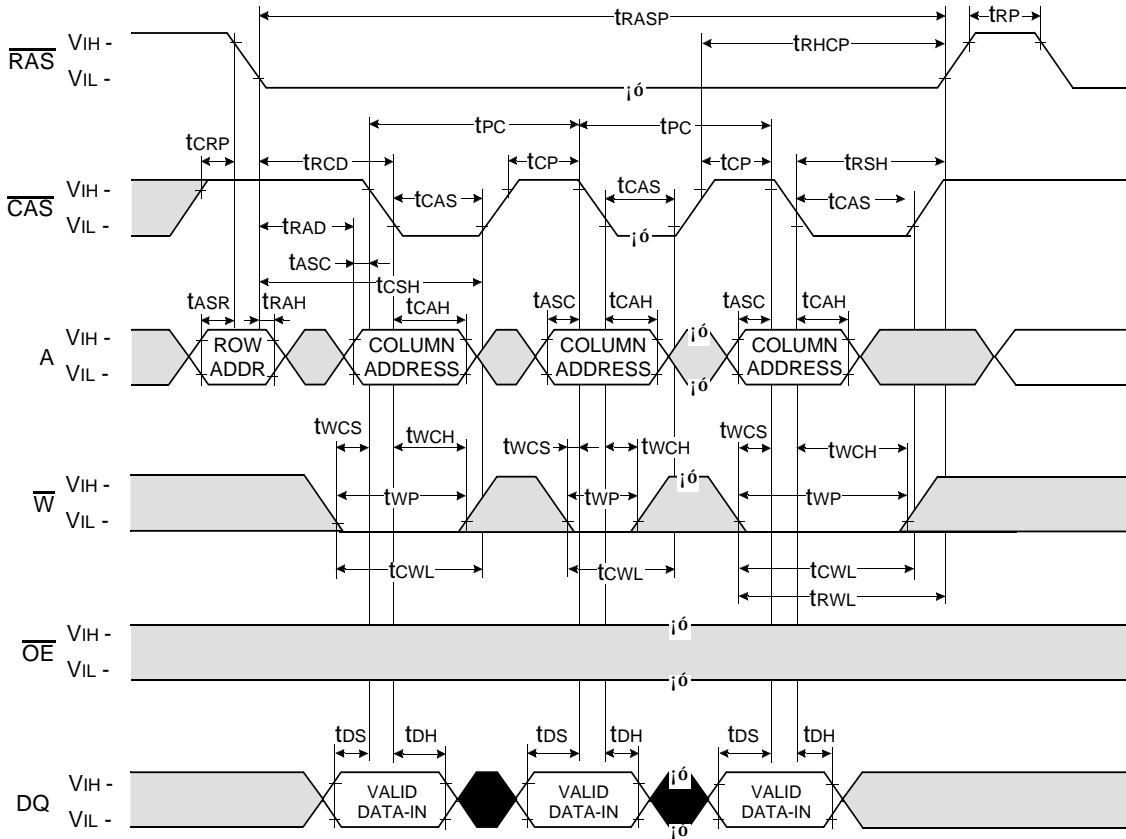 tRASP
tRP
tRHCP
RAS
VIH -
VIL -
¡ó
tPC
tPC
tCRP
tRCD
tCP
tCP
tRSH
CAS
VIH -
VIL -
tCAS
tCAS
tCAS
¡ó
tRAD
tASC
tCSH
tASR
tRAH
tCAH
tASC
tCAH
tASC
tCAH
A
VIH -
VIL -
ROW
ADDR
COLUMN
ADDRESS
COLUMN
ADDRESS
¡ó
¡ó
COLUMN
ADDRESS
tWCS
tWCH
tWCS
tWCH
tWCS
tWCH
W
VIH -
VIL -
tWP
tWP
¡ó
tWP
tCWL
tCWL
tCWL
tRWL
OE
VIH -
VIL -
¡ó
¡ó
tDS
tDH
tDS
tDH
tDS
tDH
DQ
VIH -
VIL -
VALID
DATA-IN
VALID
DATA-IN
¡ó
¡ó
VALID
DATA-IN